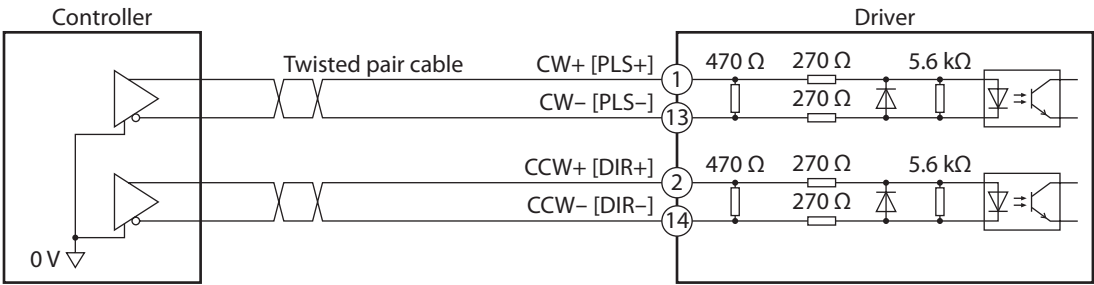 Controller
Driver
Twisted pair cable
CW+ [PLS+]
1
470 Ω
270 Ω
5.6 kΩ
CW– [PLS–]
13
270 Ω
CCW+ [DIR+]
2
470 Ω
270 Ω
5.6 kΩ
CCW– [DIR–]
14
270 Ω
0 V